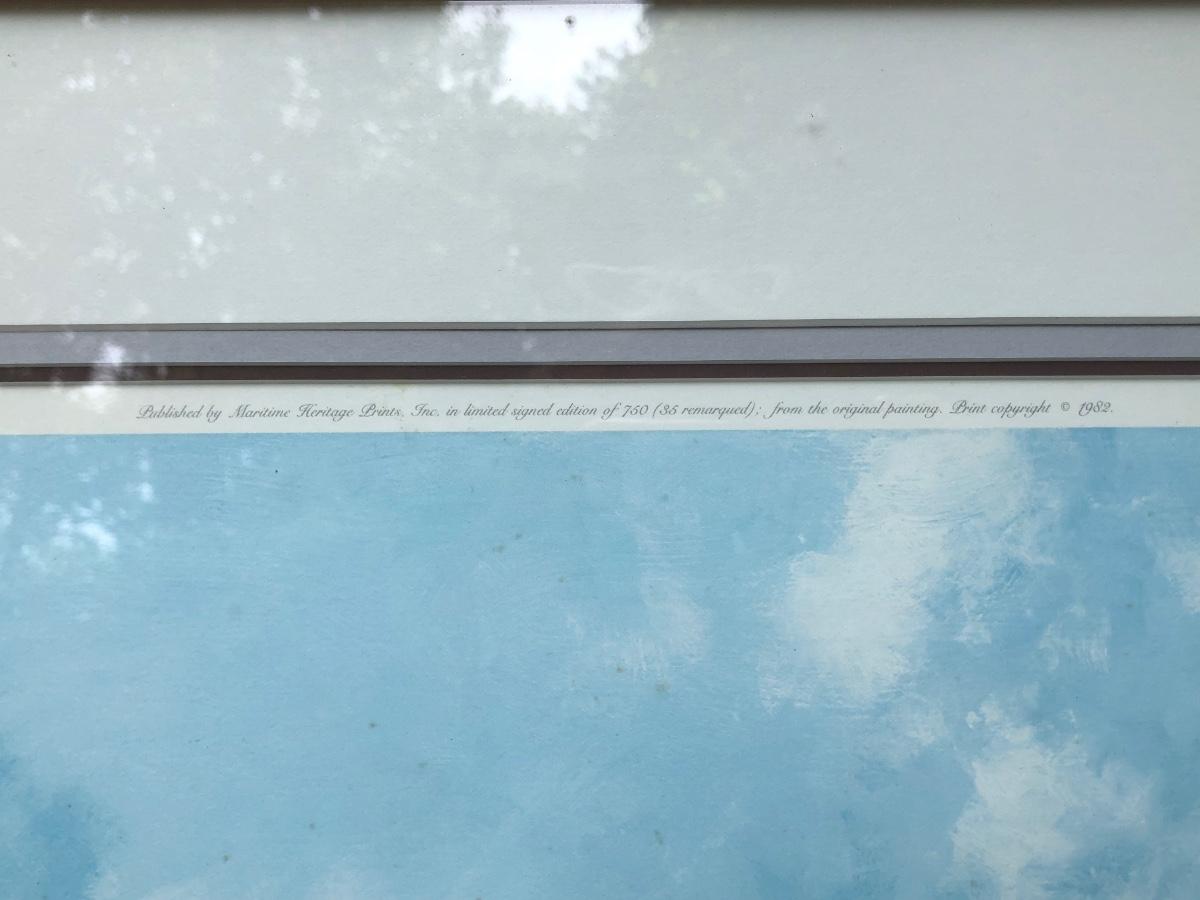 Published by Maritime Heritage Prints, Inc. in limited signed edition of 750 (35 remarqued); from the original painting. Print copyright © 1982.